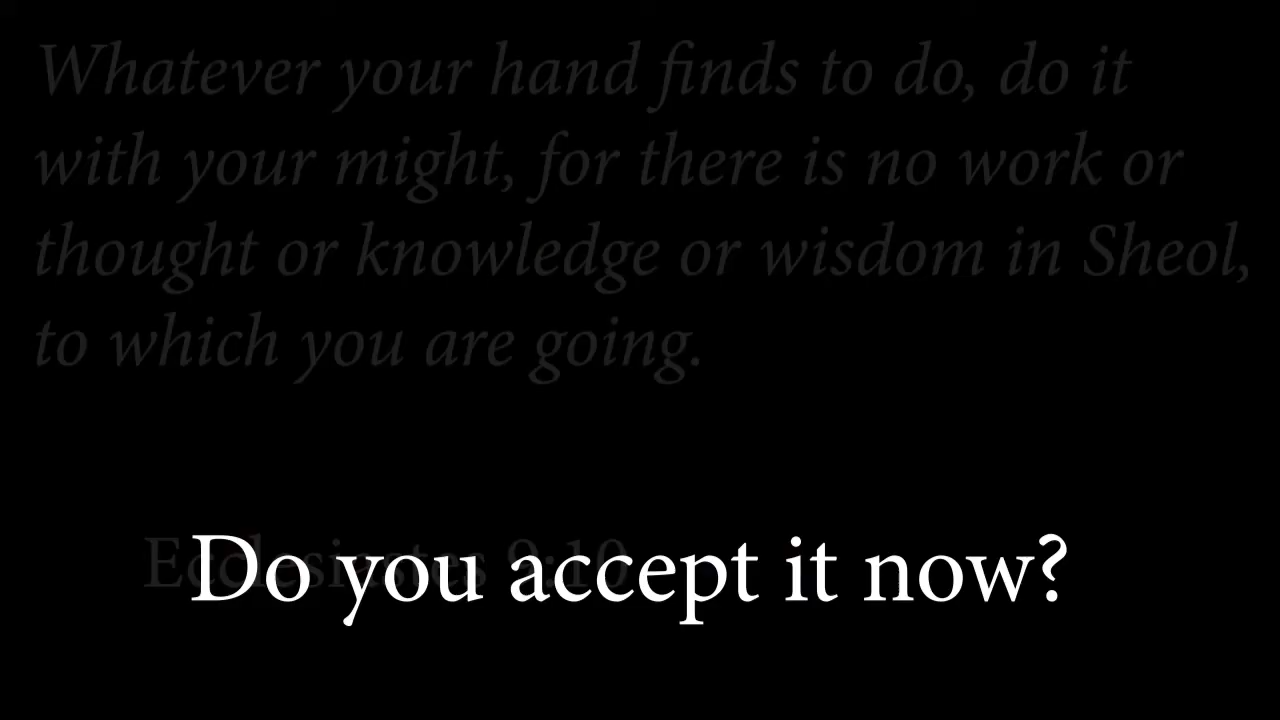 Whatever your hand finds to do, do it
with your might, for there is no work or
thought or knowledge or wisdom in Sheol,
to which you are going.
Ecclesiastes 9:10
Do you accept it now?